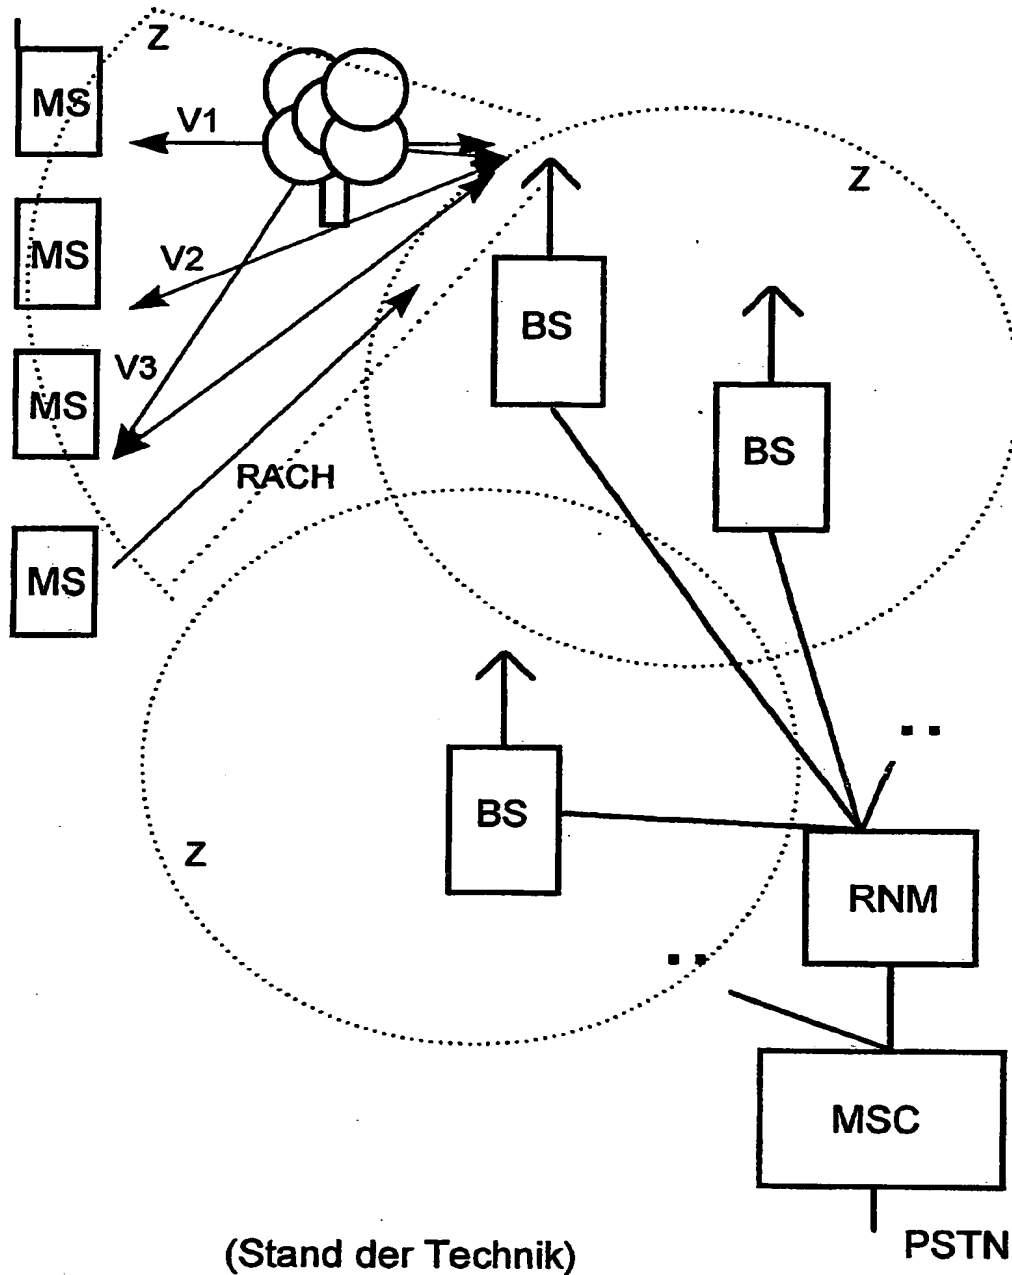 Z
MS
V1
Z
MS
V2
BS
V3
MS
BS
RACH
MS
BS
Z
RNM
MSC
PSTN
(Stand der Technik)